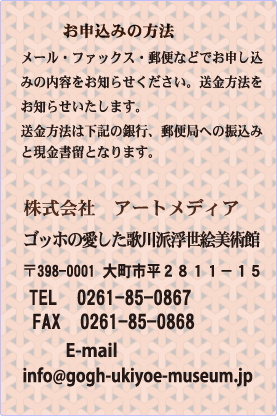 お申込みの方法
メール・ファックス・郵便などでお申し込
みの内容をお知らせください。送金方法を
お知らせいたします。
送金方法は下記の銀行、郵便局への振込み
と現金書留となります。
株式会社　アートメディア
ゴッホの愛した歌川派浮世絵美術館
〒398-0001 大町市平２８１１－１５
TEL　0261-85-0867
FAX　0261-85-0868
E-mail
info@gogh-ukiyoe-museum.jp